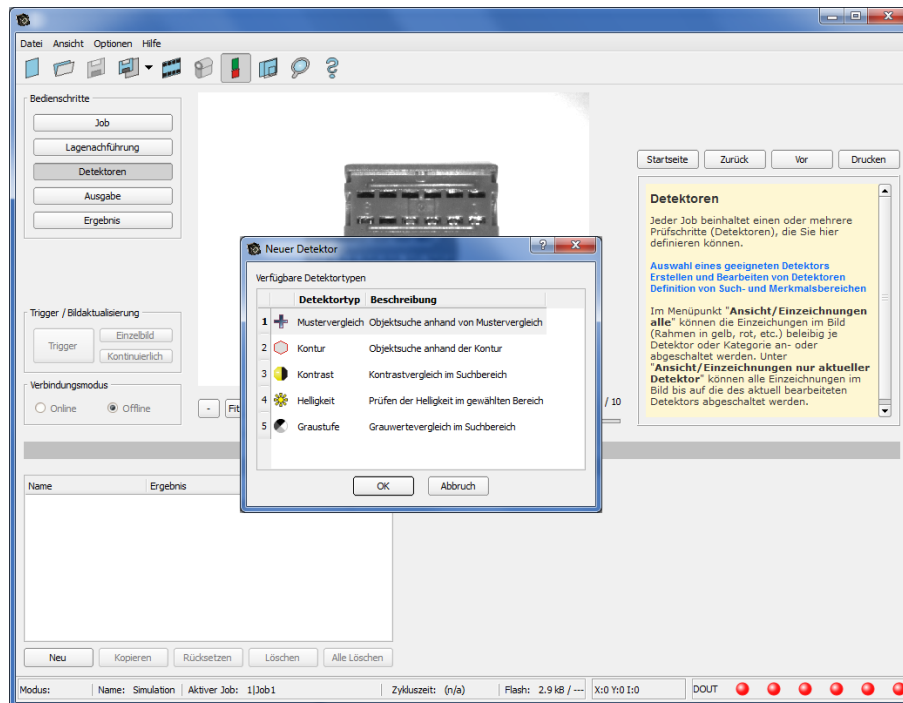 Datei Ansicht Optionen Hilfe
Bedienschritte
Job
Lagenachführung
Detektoren
Ausgabe
Ergebnis
Trigger / Bildaktualisierung
Trigger
Einzelbild
Kontinuierlich
Verbindungsmodus
Online Offline
- Fit
/ 10
Startseite Zurück Vor Drucken
Detektoren
Jeder Job beinhaltet einen oder mehrere
Prüfschritte (Detektoren), die Sie hier
definieren können.
Auswahl eines geeigneten Detektors
Erstellen und Bearbeiten von Detektoren
Definition von Such- und Merkmalsbereichen
Im Menüpunkt "Ansicht/Einzeichnungen
alle" können die Einzeichungen im Bild
(Rahmen in gelb, rot, etc.) beleibig je
Detektor oder Kategorie an- oder
abgeschaltet werden. Unter
"Ansicht/Einzeichnungen nur aktueller
Detektor" können alle Einzeichnungen im
Bild bis auf die des aktuell bearbeiteten
Detektors abgeschaltet werden.
Neuer Detektor
Verfügbare Detektortypen
Detektortyp Beschreibung
1 Mustervergleich Objektsuche anhand von Mustervergleich
2 Kontur Objektsuche anhand der Kontur
3 Kontrast Kontrastvergleich im Suchbereich
4 Helligkeit Prüfen der Helligkeit im gewählten Bereich
5 Graustufe Grauwertevergleich im Suchbereich
OK Abbruch
Name Ergebnis
Neu Kopieren Rücksetzen Löschen Alle Löschen
Modus: Name: Simulation Aktiver Job: 1|Job1 Zykluszeit: (n/a) Flash: 2.9 kB / --- X:0 Y:0 I:0 DOUT